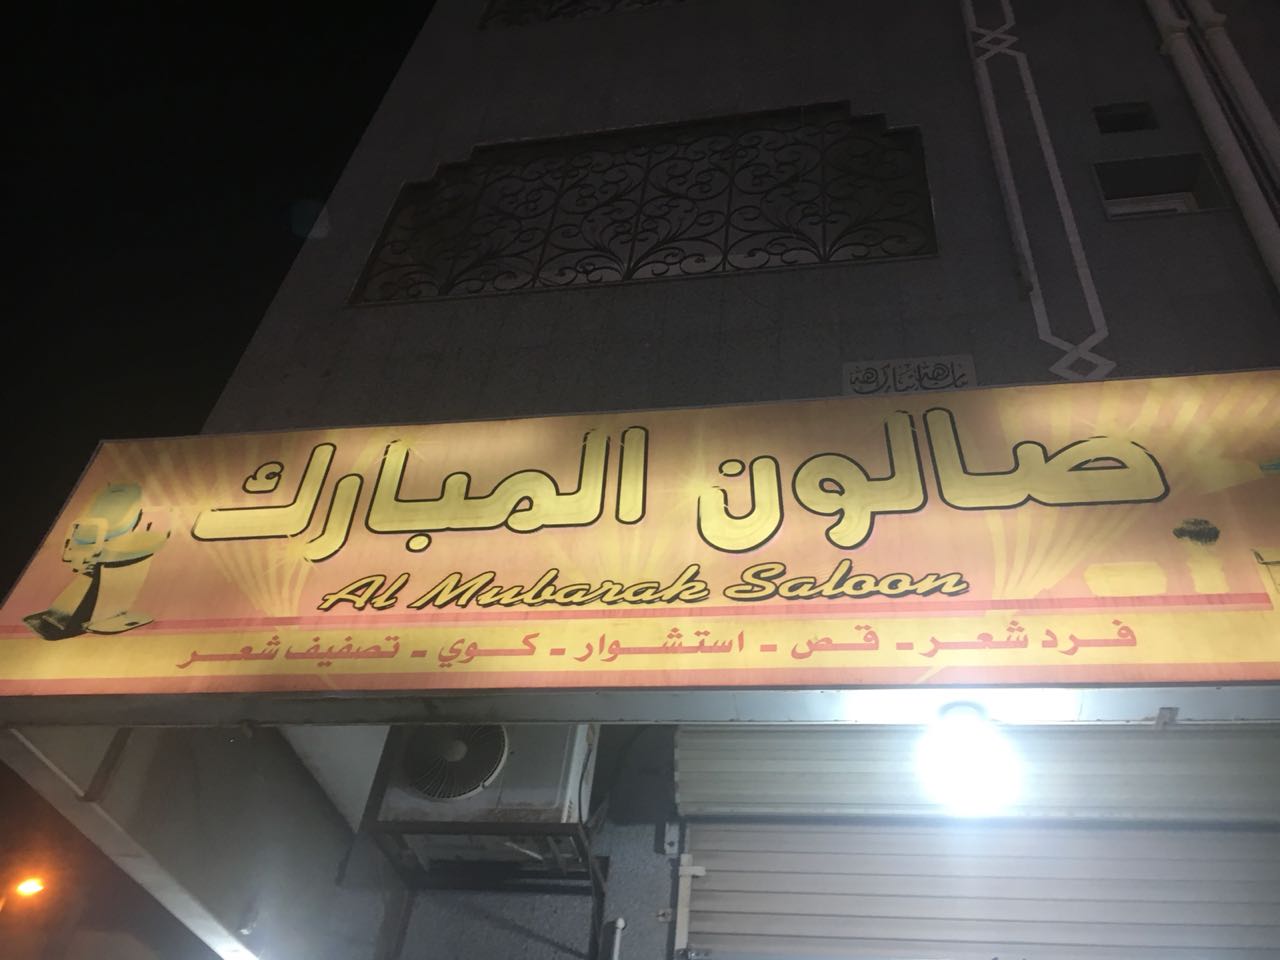 صالون المبارك
Al Mubarak Saloon
فرد شعر - قص - استشوار - كوي - تصفيف شعر